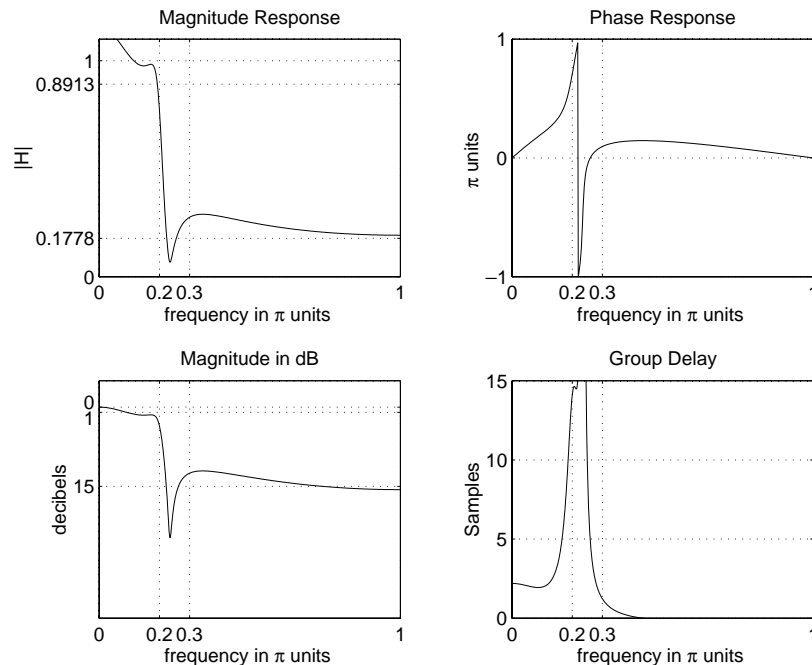 Magnitude Response
1
0.8913
|H|
0.1778
0
0 0.2 0.3 1
frequency in π units
Phase Response
1
π units
0
−1
0 0.2 0.3 1
frequency in π units
Magnitude in dB
0
1
decibels
15
0 0.2 0.3 1
frequency in π units
Group Delay
15
10
Samples
5
0
0 0.2 0.3 1
frequency in π units